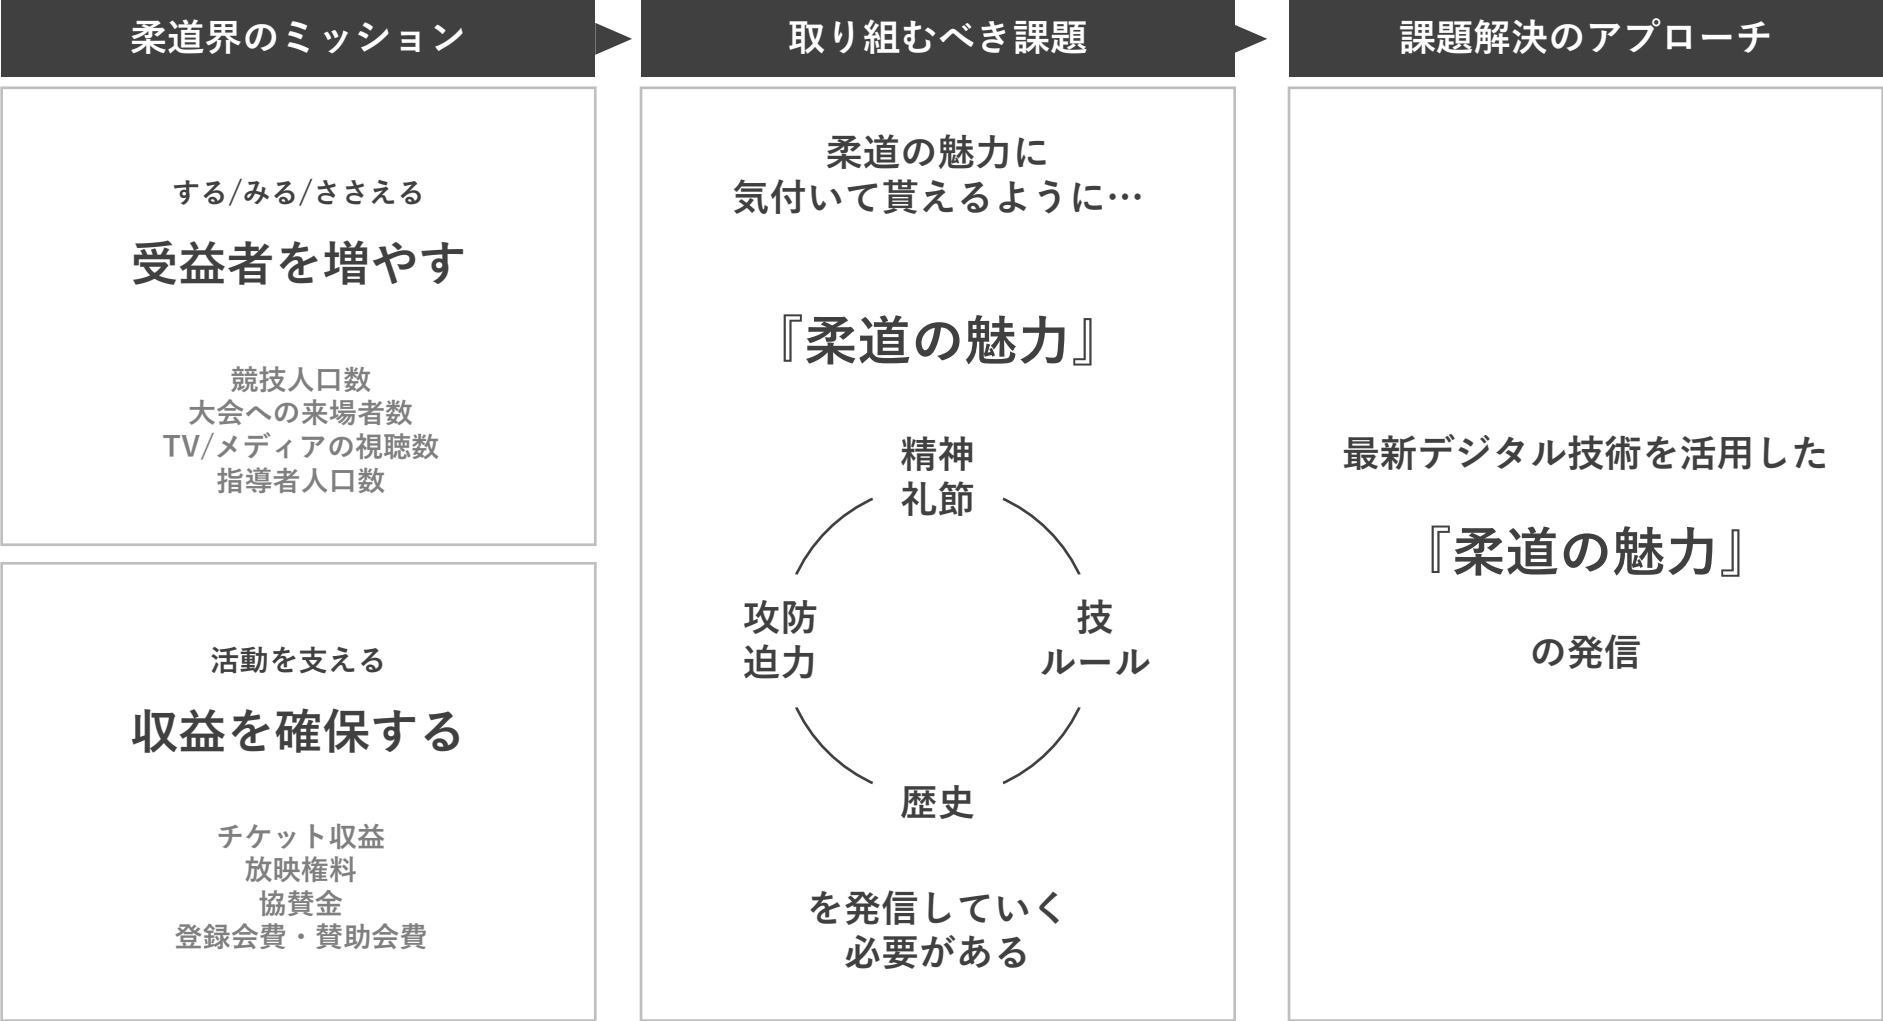 柔道界のミッション
する/みる/ささえる
受益者を増やす
競技人口数
大会への来場者数
TV/メディアの視聴数
指導者人口数
活動を支える
収益を確保する
チケット収益
放映権料
協賛金
登録会費・賛助会費
取り組むべき課題
柔道の魅力に
気付いて貰えるように…
『柔道の魅力』
精神
礼節
攻防
迫力
技
ルール
歴史
を発信していく
必要がある
課題解決のアプローチ
最新デジタル技術を活用した
『柔道の魅力』
の発信